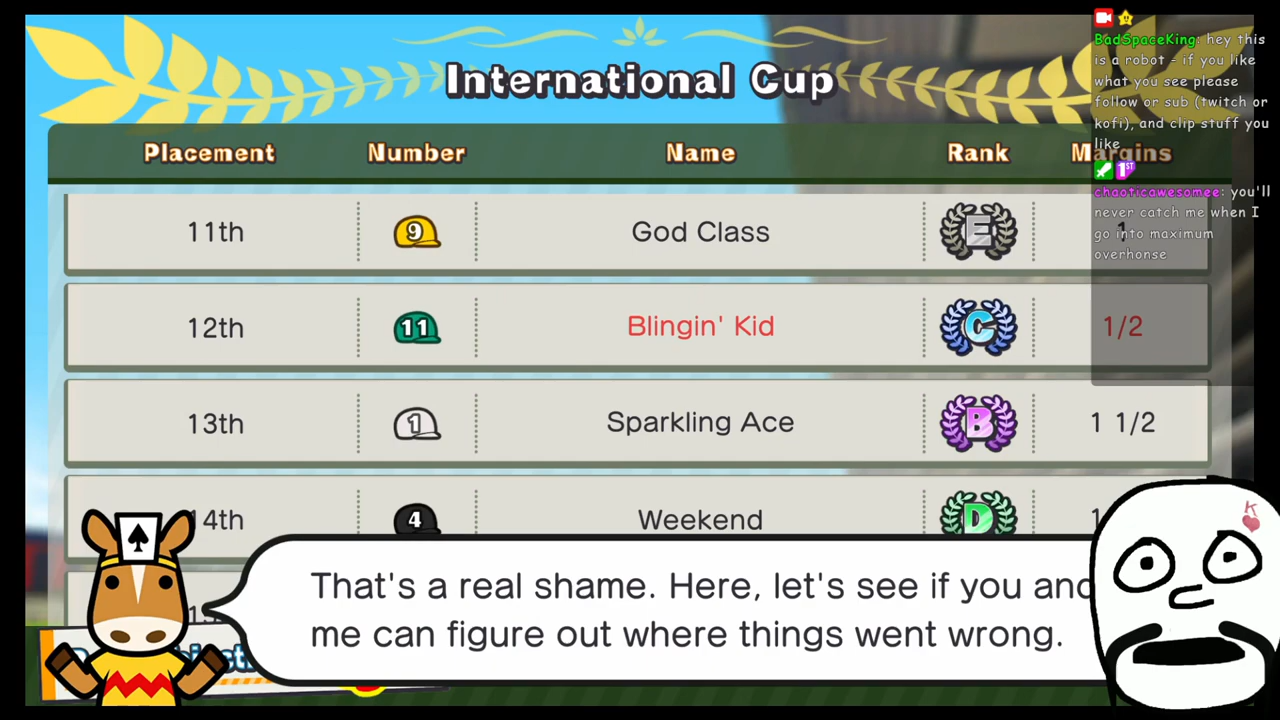 International Cup
Placement Number Name Rank Margins
11th 9 God Class E 1
12th 11 Blingin' Kid C 1/2
13th 1 Sparkling Ace B 1 1/2
14th 4 Weekend D 1
That's a real shame. Here, let's see if you and
me can figure out where things went wrong.
BadSpaceKing: hey this
is a robot - if you like
what you see please
follow or sub (twitch or
kofi), and clip stuff you
like
1ST
chaoticawesomee: you'll
never catch me when I
go into maximum
overhonse
K